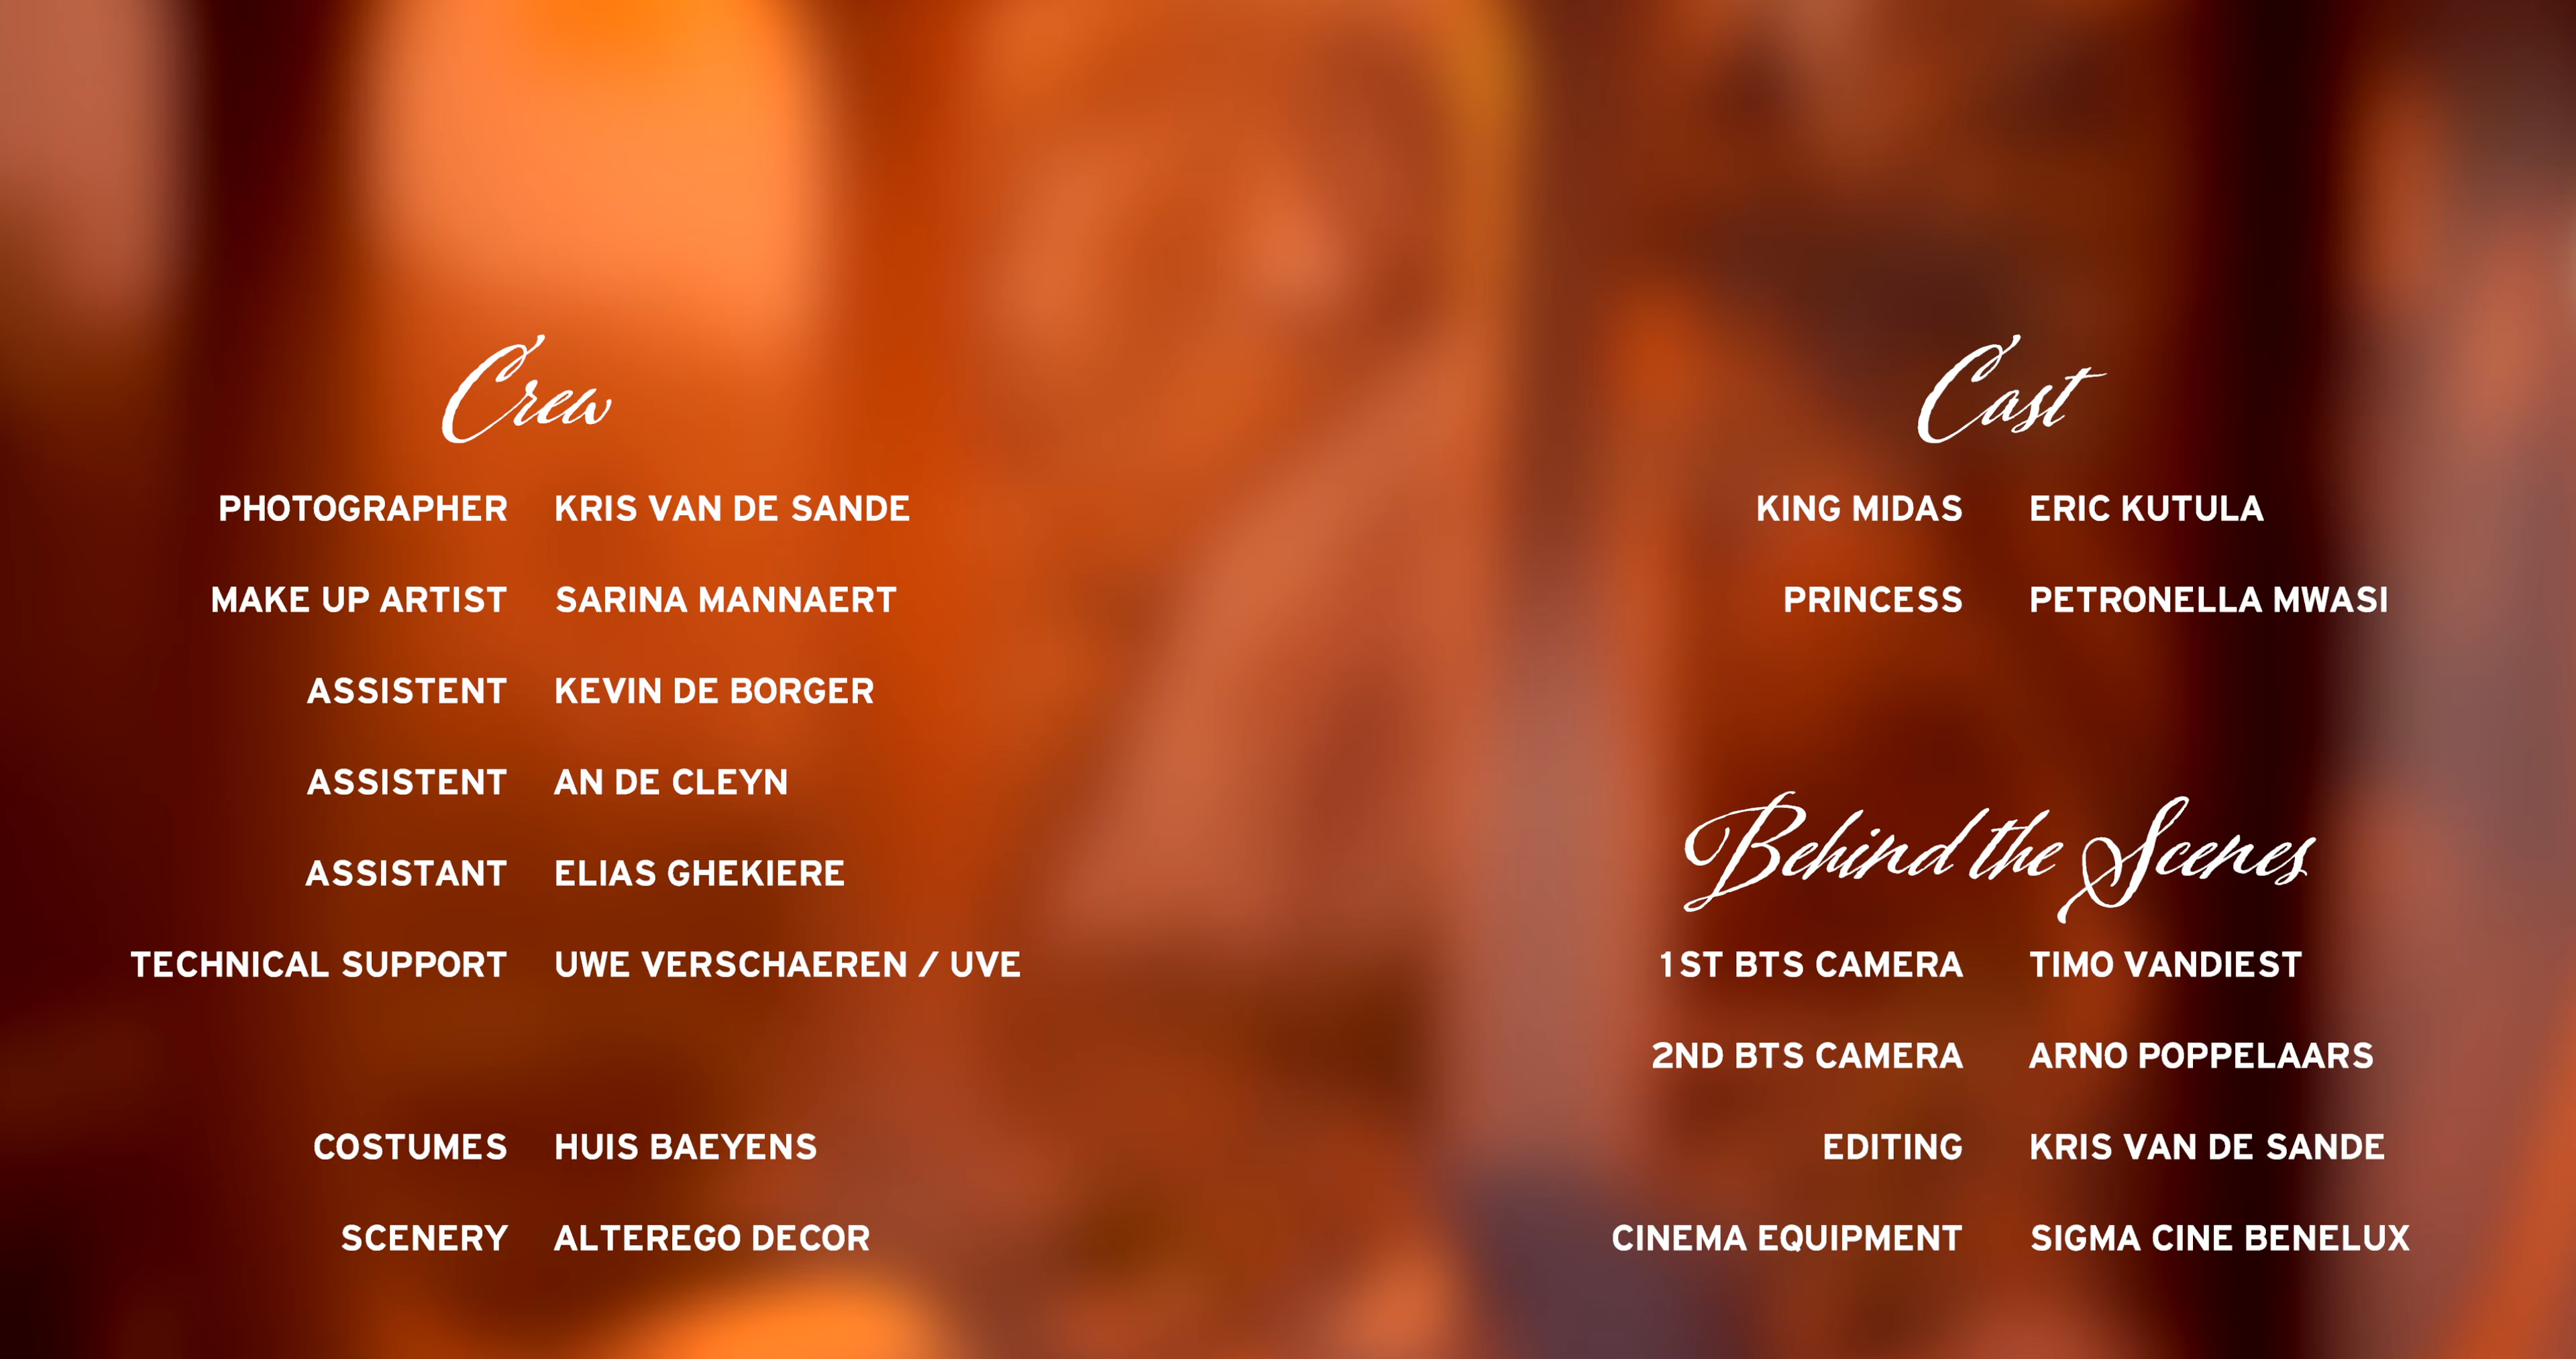 Crew
PHOTOGRAPHER KRIS VAN DE SANDE
MAKE UP ARTIST SARINA MANNAERT
ASSISTENT KEVIN DE BORGER
ASSISTENT AN DE CLEYN
ASSISTANT ELIAS GHEKIERE
TECHNICAL SUPPORT UWE VERSCHAEREN / UVE
COSTUMES HUIS BAEYENS
SCENERY ALTEREGO DECOR
Cast
KING MIDAS ERIC KUTULA
PRINCESS PETRONELLA MWASI
Behind the Scenes
1ST BTS CAMERA TIMO VANDIEST
2ND BTS CAMERA ARNO POPPELAARS
EDITING KRIS VAN DE SANDE
CINEMA EQUIPMENT SIGMA CINE BENELUX